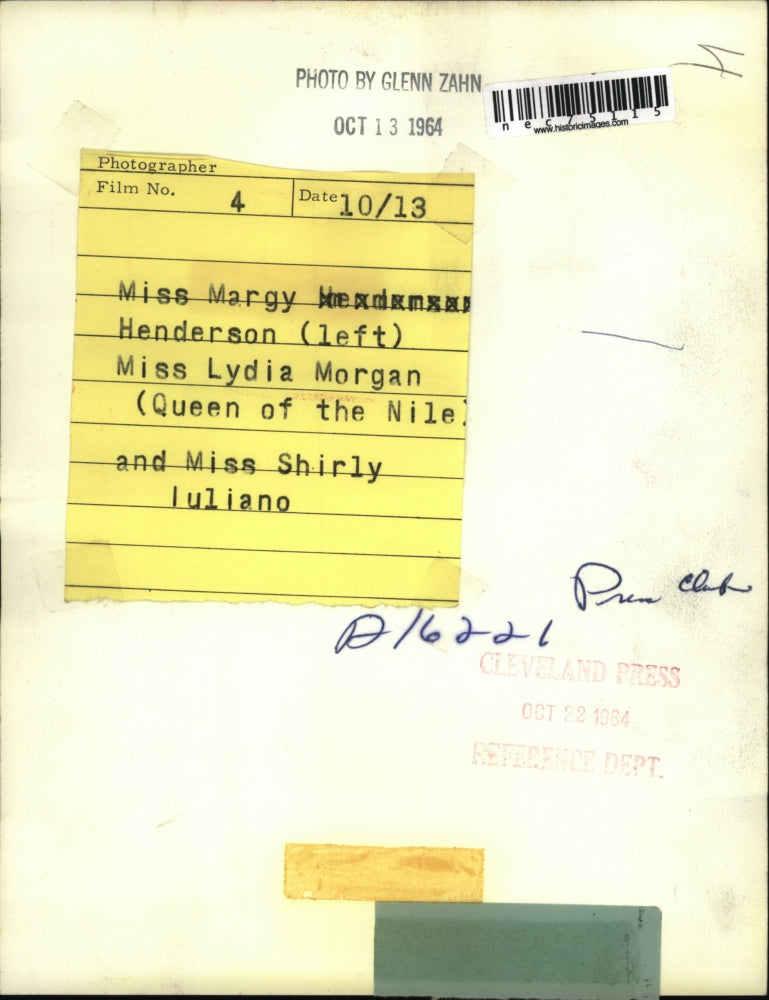 PHOTO BY GLENN ZAHN
OCT 13 1964
nec75115
www.historicimages.com
Photographer
Film No. 4 Date 10/13
Miss Margy
Henderson (left)
Miss Lydia Morgan
(Queen of the Nile)
and Miss Shirly
Iuliano
Press Club
A16221
CLEVELAND PRESS
OCT 22 1964
REFERENCE DEPT.